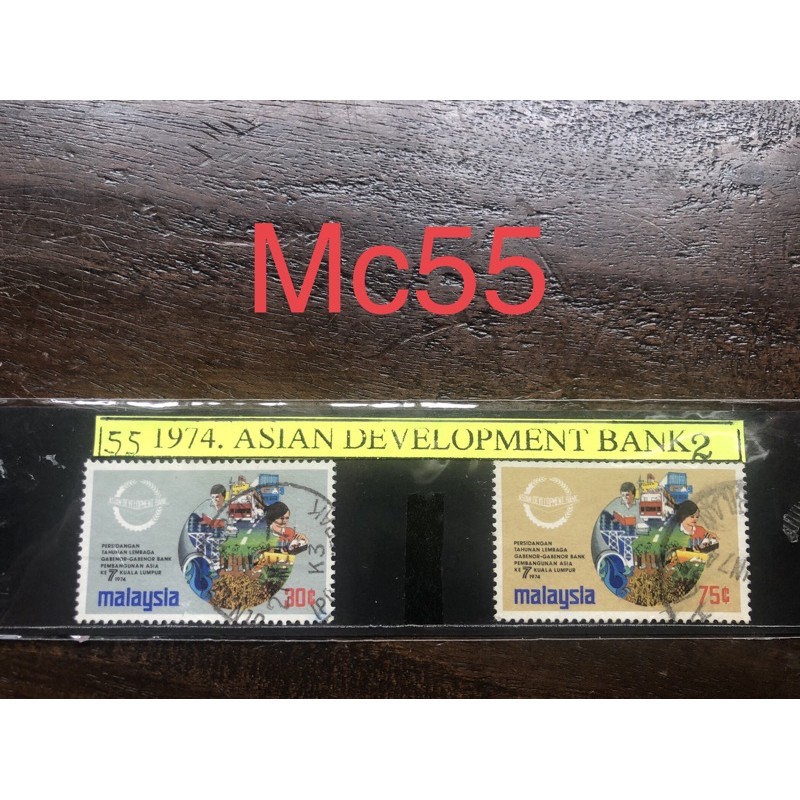 Mc55
55 1974. ASIAN DEVELOPMENT BANK 2
ASIAN DEVELOPMENT BANK
PERSIDANGAN
TAHUNAN LEMBAGA
GABENOR-GABENOR BANK
PEMBANGUNAN ASIA
KE 7 KUALA LUMPUR
1974
malaysia
30¢
ASIAN DEVELOPMENT BANK
PERSIDANGAN
TAHUNAN LEMBAGA
GABENOR-GABENOR BANK
PEMBANGUNAN ASIA
KE 7 KUALA LUMPUR
1974
malaysia
75¢